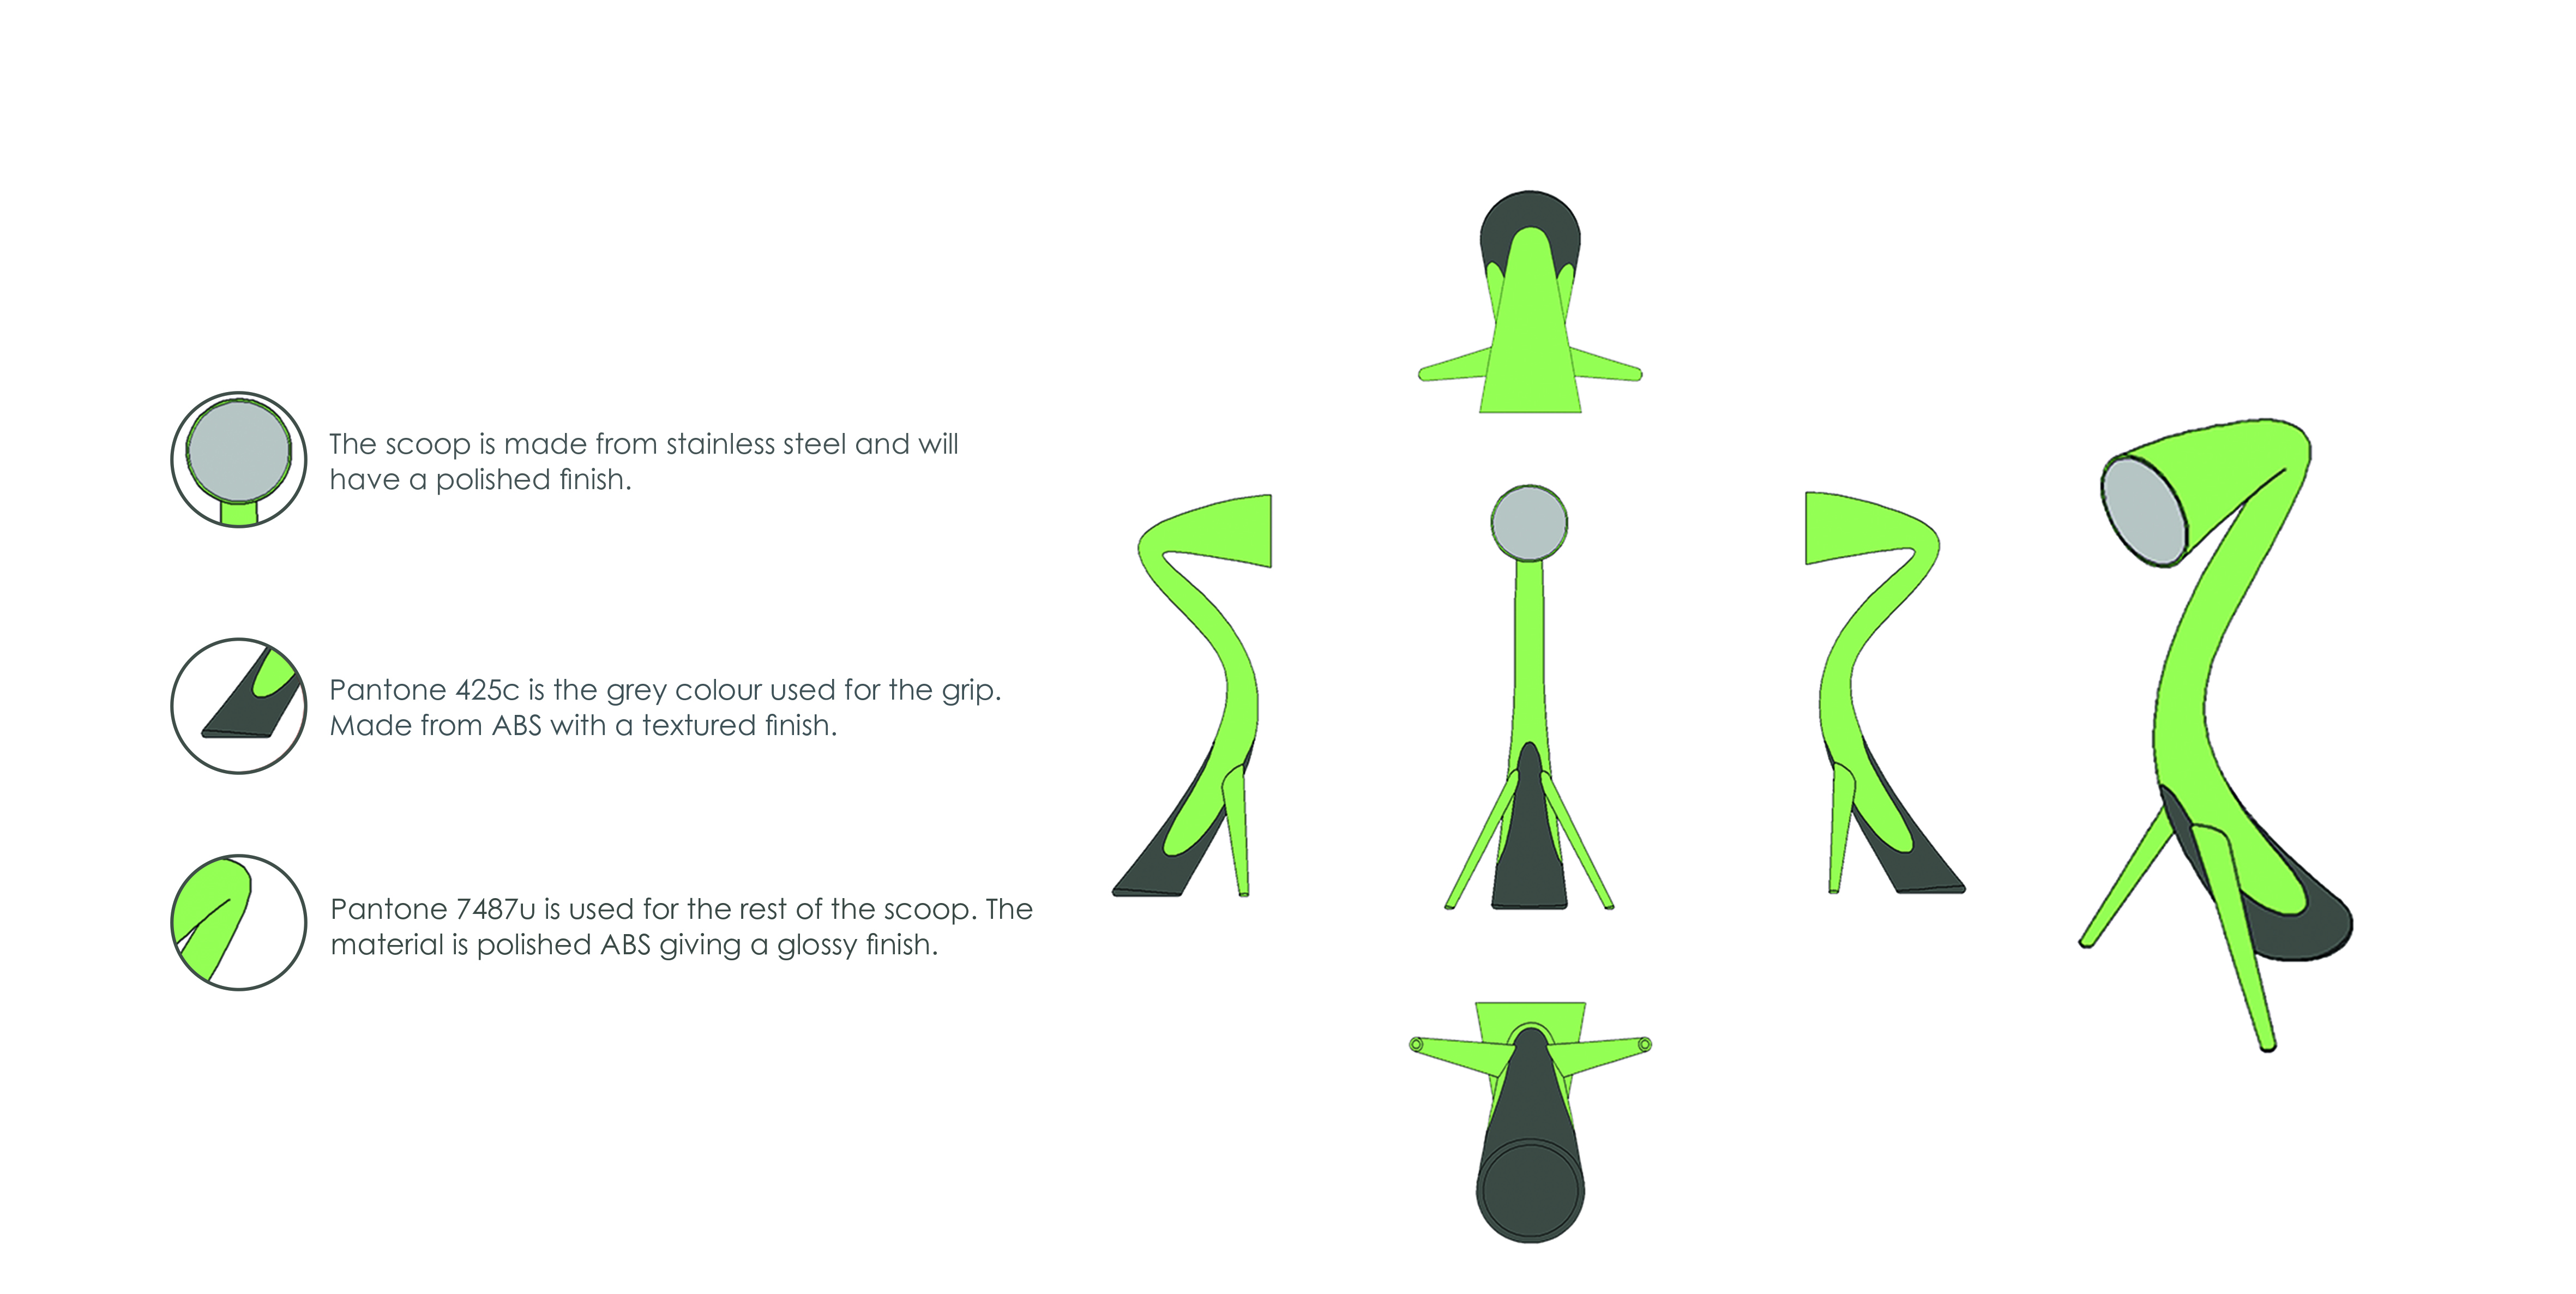 The scoop is made from stainless steel and will
have a polished finish.
Pantone 425c is the grey colour used for the grip.
Made from ABS with a textured finish.
Pantone 7487u is used for the rest of the scoop. The
material is polished ABS giving a glossy finish.